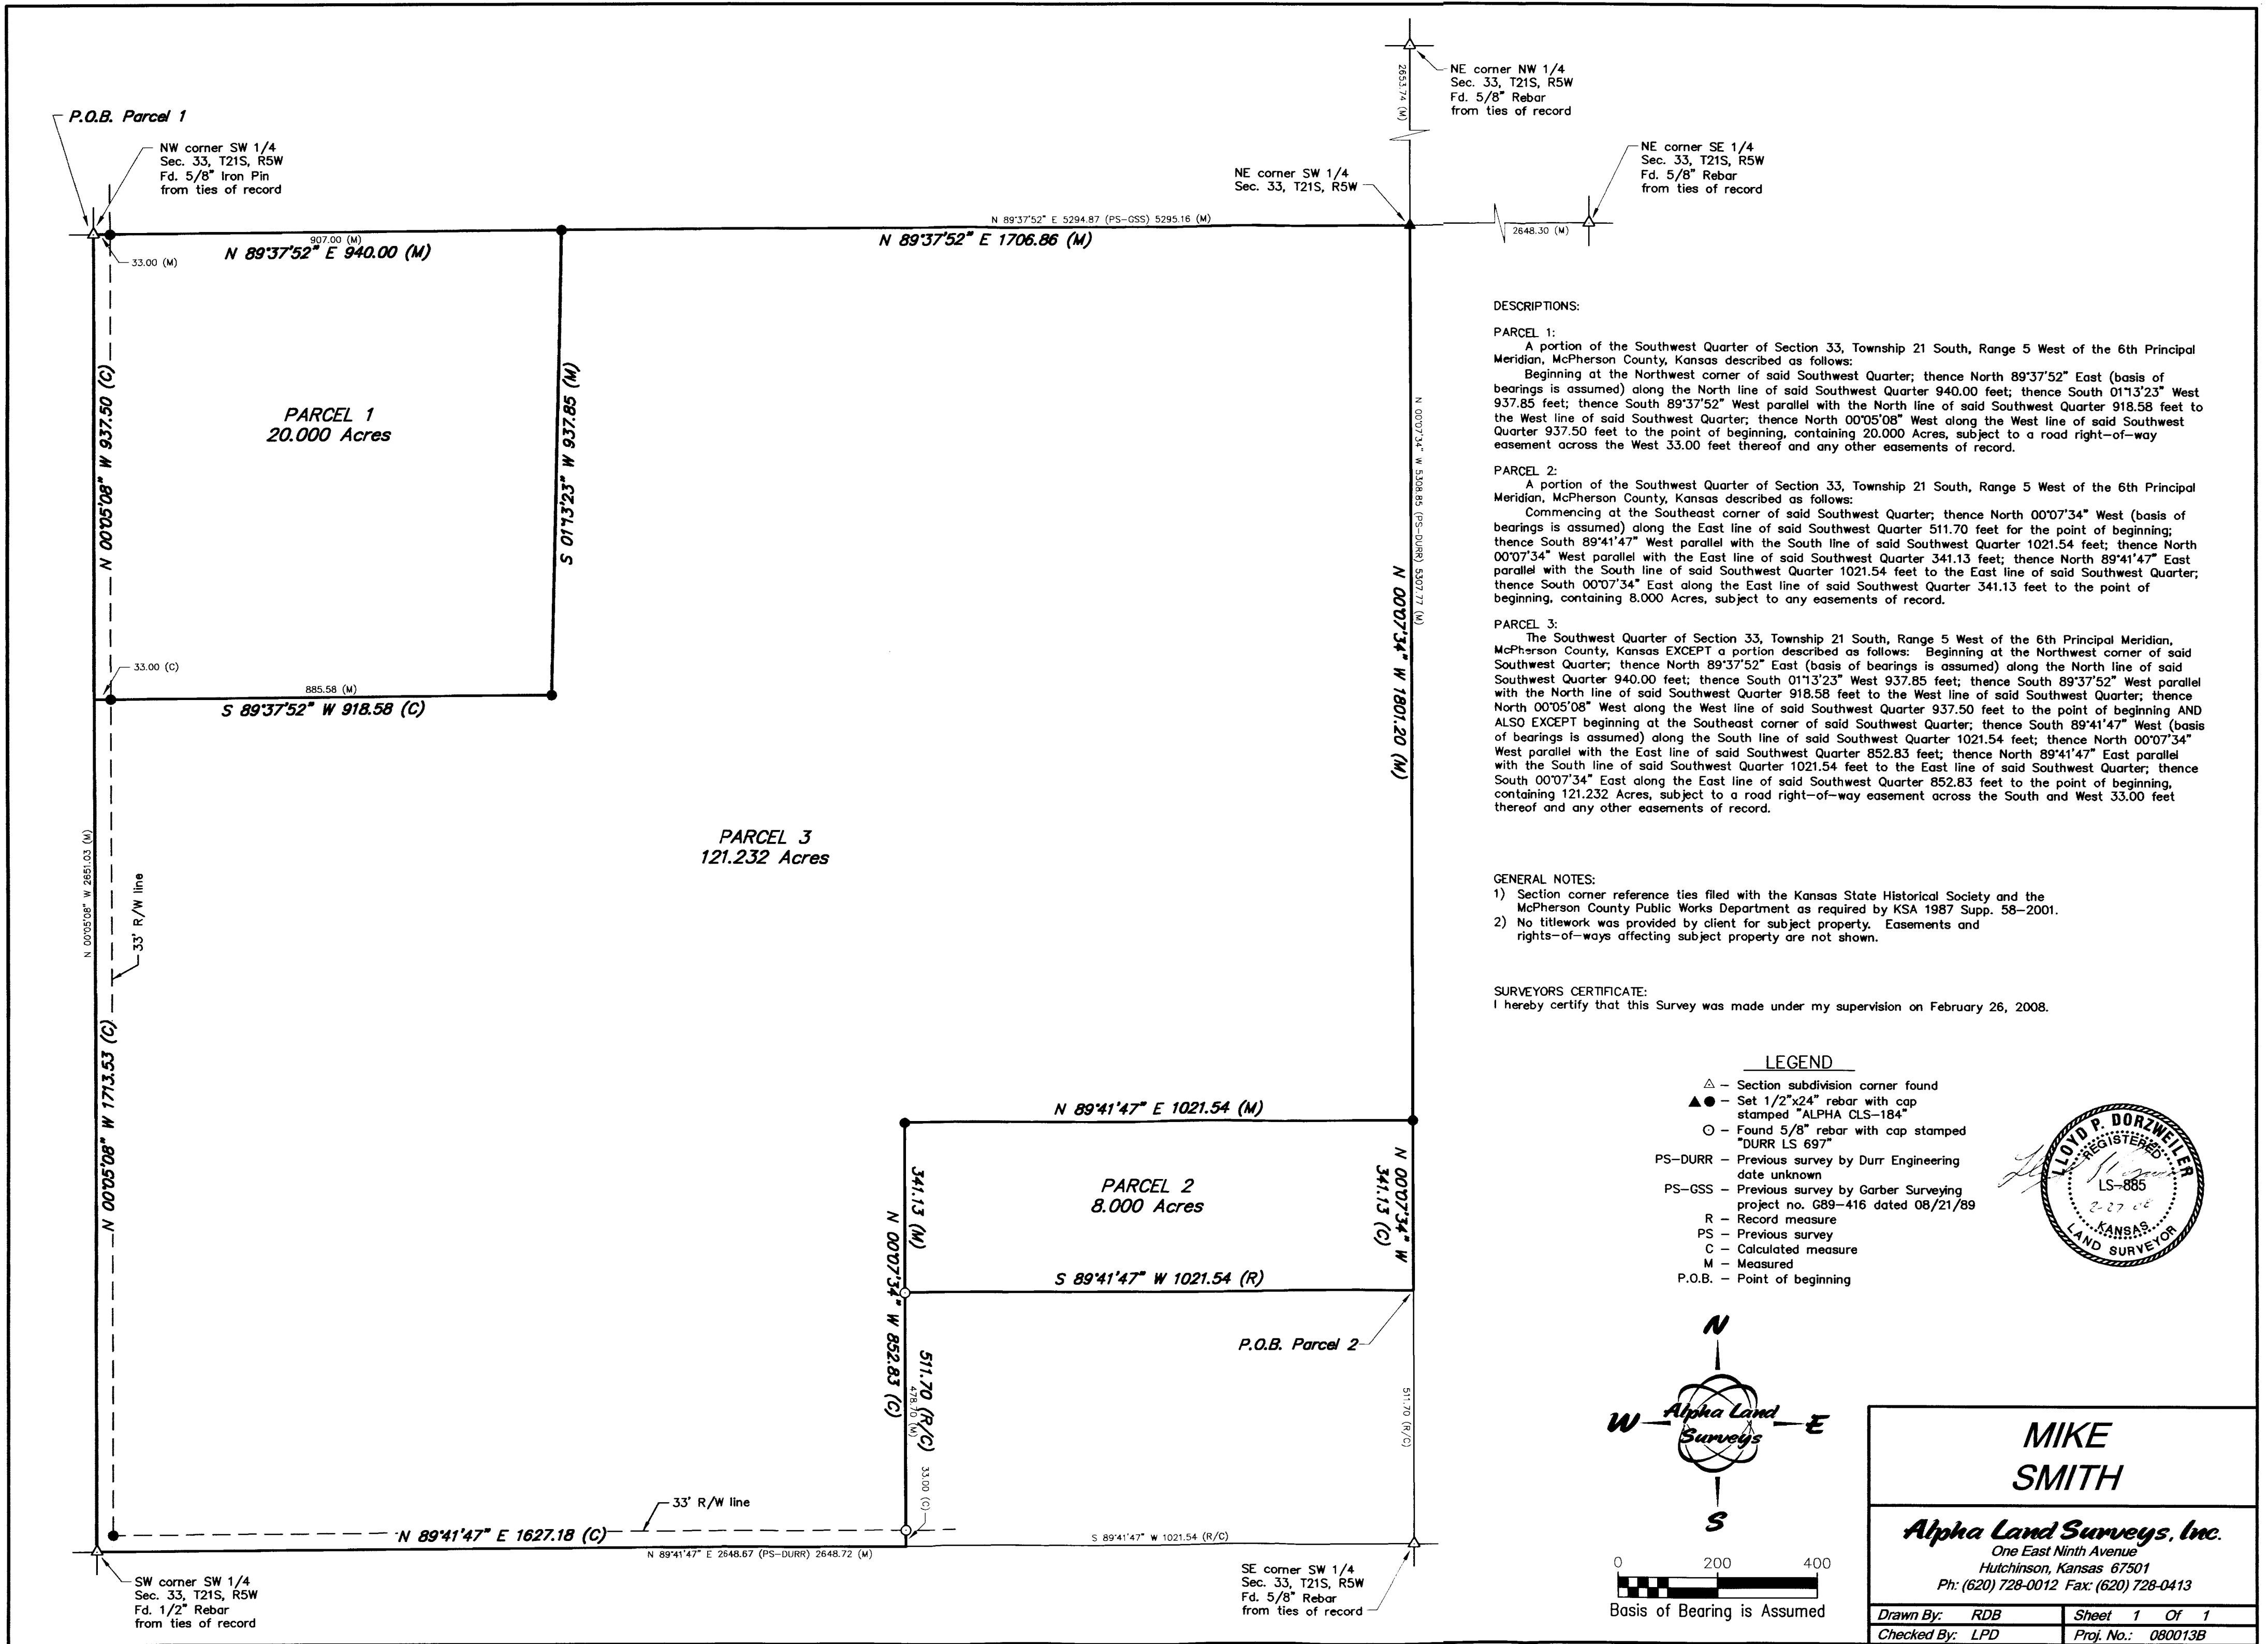 P.O.B. Parcel 1
NW corner SW 1/4
Sec. 33, T21S, R5W
Fd. 5/8" Iron Pin
from ties of record
2653.74 (M)
NE corner NW 1/4
Sec. 33, T21S, R5W
Fd. 5/8" Rebar
from ties of record
NE corner SW 1/4
Sec. 33, T21S, R5W
NE corner SE 1/4
Sec. 33, T21S, R5W
Fd. 5/8" Rebar
from ties of record
2648.30 (M)
N 89°37'52" E 5294.87 (PS-GSS) 5295.16 (M)
N 89°37'52" E 1706.86 (M)
907.00 (M)
N 89°37'52" E 940.00 (M)
33.00 (M)
N 00°05'08" W 937.50 (C)
PARCEL 1
20.000 Acres
S 01°13'23" W 937.85 (M)
33.00 (C)
885.58 (M)
S 89°37'52" W 918.58 (C)
N 00°07'34" W 5308.85 (PS-DURR) 5307.77 (M)
N 00°07'34" W 1801.20 (M)
PARCEL 3
121.232 Acres
N 00°05'08" W 2651.03 (M)
33' R/W line
N 00°05'08" W 1713.53 (C)
N 89°41'47" E 1021.54 (M)
341.13 (M)
PARCEL 2
8.000 Acres
N 00°07'34" W
341.13 (C)
S 89°41'47" W 1021.54 (R)
N 00°07'34" W 852.83 (C)
P.O.B. Parcel 2
511.70 (R/C)
478.70 (M)
511.70 (R/C)
33.00 (C)
33' R/W line
N 89°41'47" E 1627.18 (C)
S 89°41'47" W 1021.54 (R/C)
N 89°41'47" E 2648.67 (PS-DURR) 2648.72 (M)
SW corner SW 1/4
Sec. 33, T21S, R5W
Fd. 1/2" Rebar
from ties of record
SE corner SW 1/4
Sec. 33, T21S, R5W
Fd. 5/8" Rebar
from ties of record
DESCRIPTIONS:
PARCEL 1:
A portion of the Southwest Quarter of Section 33, Township 21 South, Range 5 West of the 6th Principal
Meridian, McPherson County, Kansas described as follows:
Beginning at the Northwest corner of said Southwest Quarter; thence North 89°37'52" East (basis of
bearings is assumed) along the North line of said Southwest Quarter 940.00 feet; thence South 01°13'23" West
937.85 feet; thence South 89°37'52" West parallel with the North line of said Southwest Quarter 918.58 feet to
the West line of said Southwest Quarter; thence North 00°05'08" West along the West line of said Southwest
Quarter 937.50 feet to the point of beginning, containing 20.000 Acres, subject to a road right-of-way
easement across the West 33.00 feet thereof and any other easements of record.
PARCEL 2:
A portion of the Southwest Quarter of Section 33, Township 21 South, Range 5 West of the 6th Principal
Meridian, McPherson County, Kansas described as follows:
Commencing at the Southeast corner of said Southwest Quarter; thence North 00°07'34" West (basis of
bearings is assumed) along the East line of said Southwest Quarter 511.70 feet for the point of beginning;
thence South 89°41'47" West parallel with the South line of said Southwest Quarter 1021.54 feet; thence North
00°07'34" West parallel with the East line of said Southwest Quarter 341.13 feet; thence North 89°41'47" East
parallel with the South line of said Southwest Quarter 1021.54 feet to the East line of said Southwest Quarter;
thence South 00°07'34" East along the East line of said Southwest Quarter 341.13 feet to the point of
beginning, containing 8.000 Acres, subject to any easements of record.
PARCEL 3:
The Southwest Quarter of Section 33, Township 21 South, Range 5 West of the 6th Principal Meridian,
McPherson County, Kansas EXCEPT a portion described as follows: Beginning at the Northwest corner of said
Southwest Quarter; thence North 89°37'52" East (basis of bearings is assumed) along the North line of said
Southwest Quarter 940.00 feet; thence South 01°13'23" West 937.85 feet; thence South 89°37'52" West parallel
with the North line of said Southwest Quarter 918.58 feet to the West line of said Southwest Quarter; thence
North 00°05'08" West along the West line of said Southwest Quarter 937.50 feet to the point of beginning AND
ALSO EXCEPT beginning at the Southeast corner of said Southwest Quarter; thence South 89°41'47" West (basis
of bearings is assumed) along the South line of said Southwest Quarter 1021.54 feet; thence North 00°07'34"
West parallel with the East line of said Southwest Quarter 852.83 feet; thence North 89°41'47" East parallel
with the South line of said Southwest Quarter 1021.54 feet to the East line of said Southwest Quarter; thence
South 00°07'34" East along the East line of said Southwest Quarter 852.83 feet to the point of beginning,
containing 121.232 Acres, subject to a road right-of-way easement across the South and West 33.00 feet
thereof and any other easements of record.
GENERAL NOTES:
1) Section corner reference ties filed with the Kansas State Historical Society and the
McPherson County Public Works Department as required by KSA 1987 Supp. 58-2001.
2) No titlework was provided by client for subject property. Easements and
rights-of-ways affecting subject property are not shown.
SURVEYORS CERTIFICATE:
I hereby certify that this Survey was made under my supervision on February 26, 2008.
LEGEND
- Section subdivision corner found
- Set 1/2"x24" rebar with cap
stamped "ALPHA CLS-184"
- Found 5/8" rebar with cap stamped
"DURR LS 697"
PS-DURR - Previous survey by Durr Engineering
date unknown
PS-GSS - Previous survey by Garber Surveying
project no. G89-416 dated 08/21/89
R - Record measure
PS - Previous survey
C - Calculated measure
M - Measured
P.O.B. - Point of beginning
LLOYD P. DORZWEILER
REGISTERED
LS-885
2-27-08
KANSAS
LAND SURVEYOR
N
W
Alpha Land
Surveys
E
S
0 200 400
Basis of Bearing is Assumed
MIKE
SMITH
Alpha Land Surveys, Inc.
One East Ninth Avenue
Hutchinson, Kansas 67501
Ph: (620) 728-0012 Fax: (620) 728-0413
Drawn By: RDB
Sheet 1 Of 1
Checked By: LPD
Proj. No.: 080013B